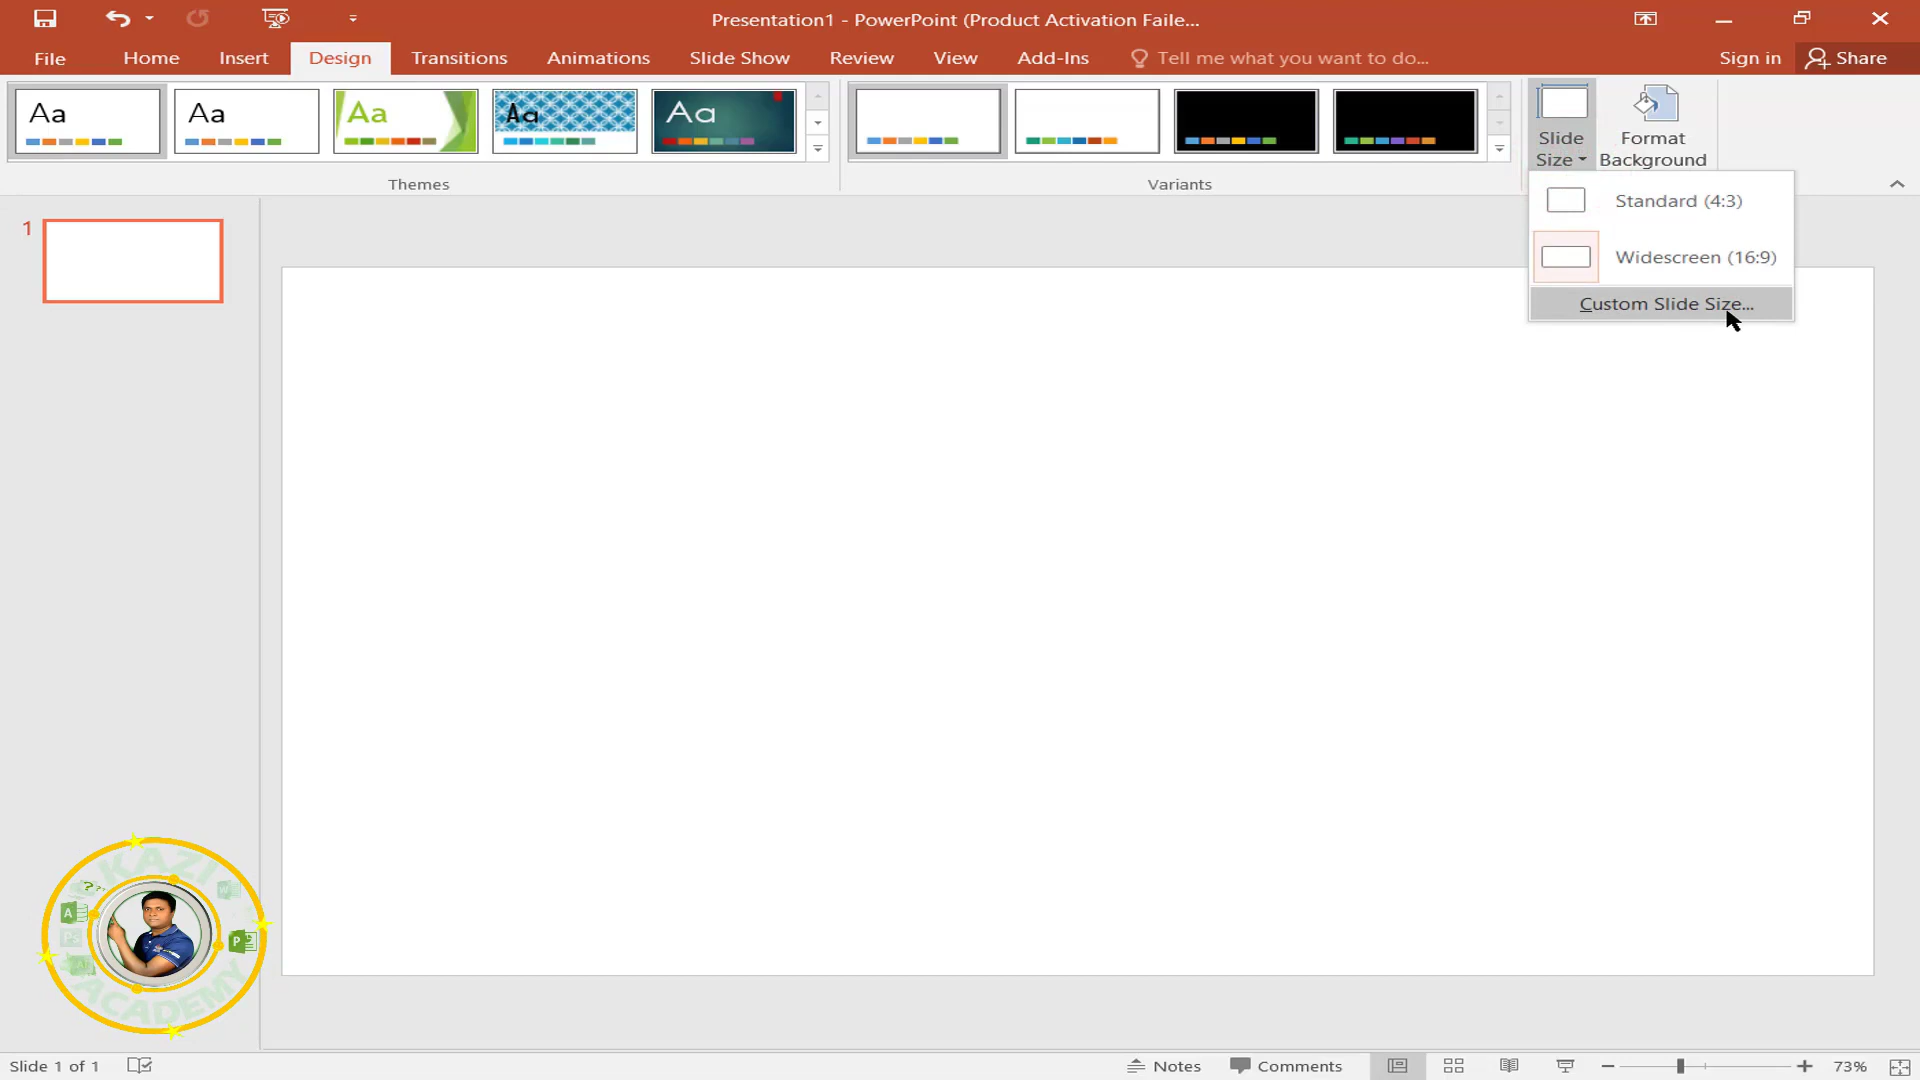 Presentation1 - PowerPoint (Product Activation Faile...
File Home Insert Design Transitions Animations Slide Show Review View Add-Ins Tell me what you want to do... Sign in Share
Aa Aa Aa Aa Aa
Slide Size
Format Background
Themes
Variants
Standard (4:3)
Widescreen (16:9)
Custom Slide Size...
1
KAZI
ACADEMY
Slide 1 of 1
Notes Comments 73%